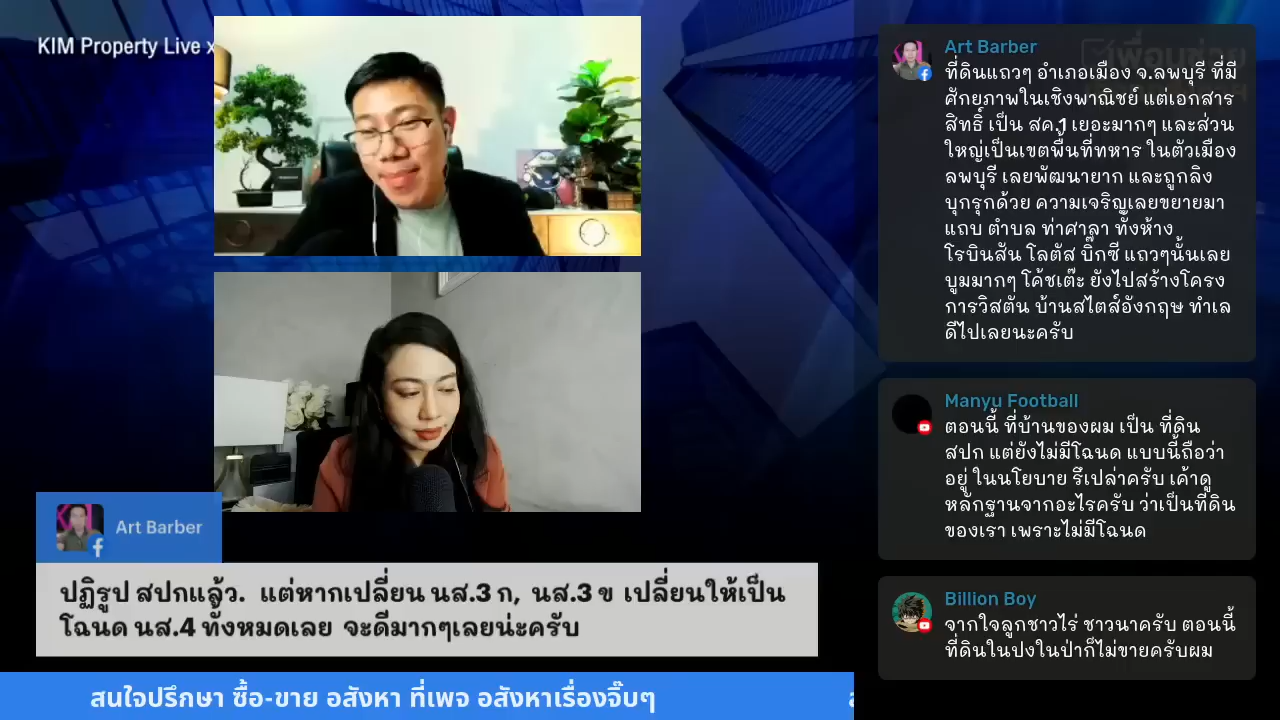 KIM Property Live x
Art Barber
ปฏิรูป สปกแล้ว. แต่หากเปลี่ยน นส.3 ก, นส.3 ข เปลี่ยนให้เป็น
โฉนด นส.4 ทั้งหมดเลย จะดีมากๆเลยน่ะครับ
สนใจปรึกษา ซื้อ-ขาย อสังหา ที่เพจ อสังหาเรื่องจิ๊บๆ
Art Barber
ที่ดินแถวๆ อำเภอเมือง จ.ลพบุรี ที่มี
ศักยภาพในเชิงพาณิชย์ แต่เอกสาร
สิทธิ์ เป็น สค.1 เยอะมากๆ และส่วน
ใหญ่เป็นเขตพื้นที่ทหาร ในตัวเมือง
ลพบุรี เลยพัฒนายาก และถูกลิง
บุกรุกด้วย ความเจริญเลยขยายมา
แถบ ตำบล ท่าศาลา ทั้งห้าง
โรบินสัน โลตัส บิ๊กซี แถวๆนั้นเลย
บูมมากๆ โค้ชเต๊ะ ยังไปสร้างโครง
การวิสตัน บ้านสไตส์อังกฤษ ทำเล
ดีไปเลยนะครับ
Manyu Football
ตอนนี้ ที่บ้านของผม เป็น ที่ดิน
สปก แต่ยังไม่มีโฉนด แบบนี้ถือว่า
อยู่ ในนโยบาย รึเปล่าครับ เค้าดู
หลักฐานจากอะไรครับ ว่าเป็นที่ดิน
ของเรา เพราะไม่มีโฉนด
Billion Boy
จากใจลูกชาวไร่ ชาวนาครับ ตอนนี้
ที่ดินในปงในป่าก็ไม่ขายครับผม